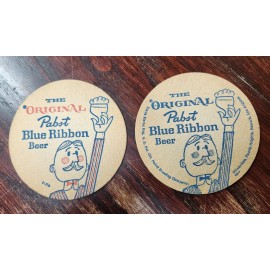 THE
ORIGINAL
Pabst
Blue Ribbon
Beer
THE
ORIGINAL
Pabst
Blue Ribbon
Beer